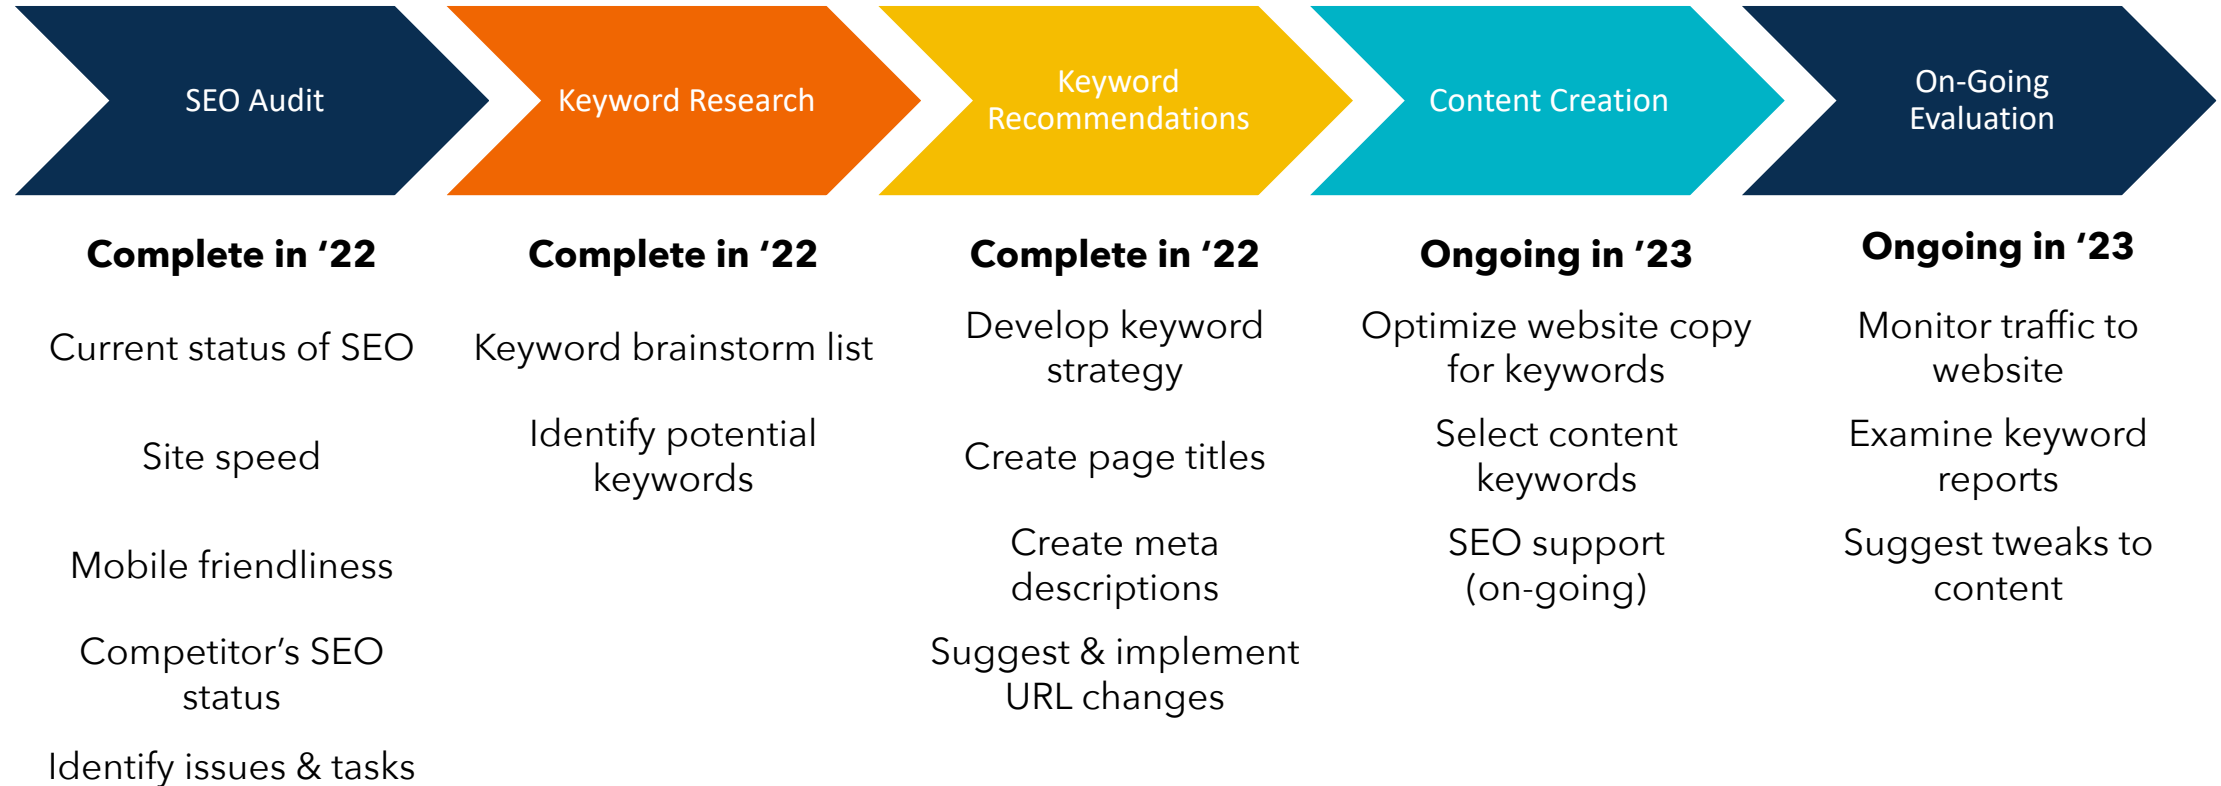 SEO Audit
Keyword Research
Keyword
Recommendations
Content Creation
On-Going
Evaluation
Complete in ‘22
Current status of SEO
Site speed
Mobile friendliness
Competitor’s SEO
status
Identify issues & tasks
Complete in ‘22
Keyword brainstorm list
Identify potential
keywords
Complete in ‘22
Develop keyword
strategy
Create page titles
Create meta
descriptions
Suggest & implement
URL changes
Ongoing in ’23
Optimize website copy
for keywords
Select content
keywords
SEO support
(on-going)
Ongoing in ‘23
Monitor traffic to
website
Examine keyword
reports
Suggest tweaks to
content